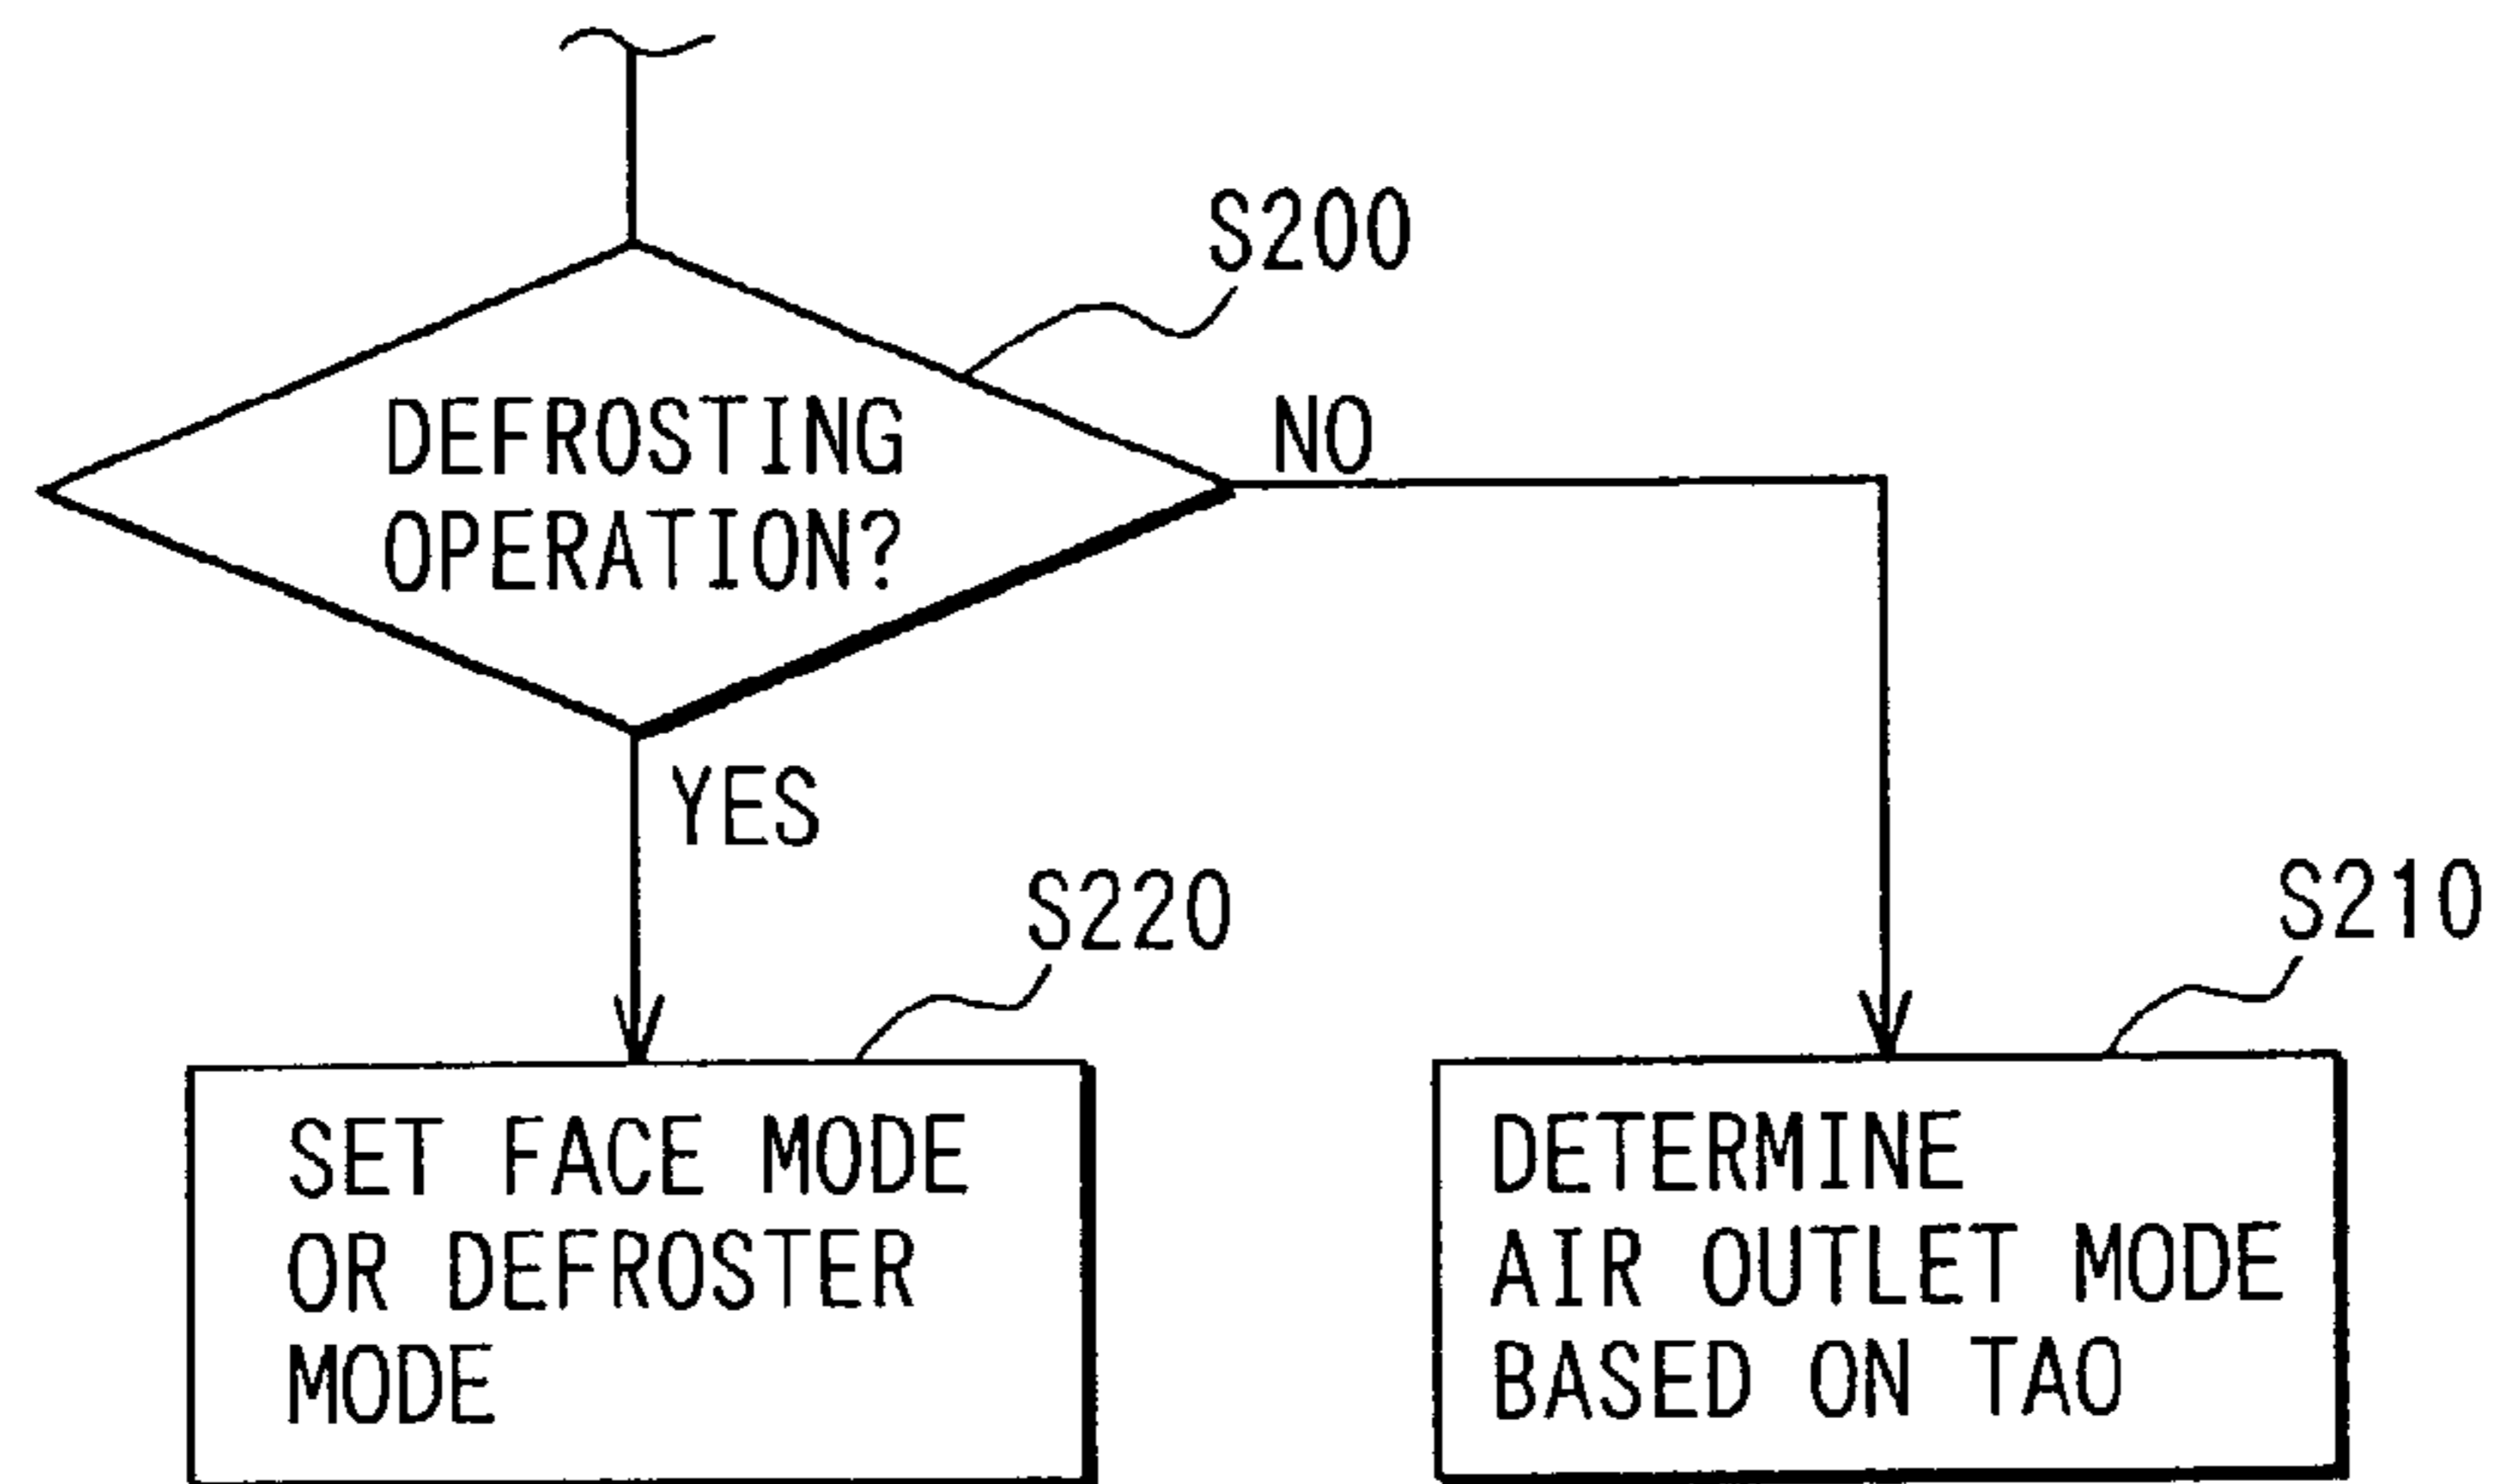 S200
DEFROSTING
OPERATION?
NO
YES
S220
S210
SET FACE MODE
OR DEFROSTER
MODE
DETERMINE
AIR OUTLET MODE
BASED ON TAO